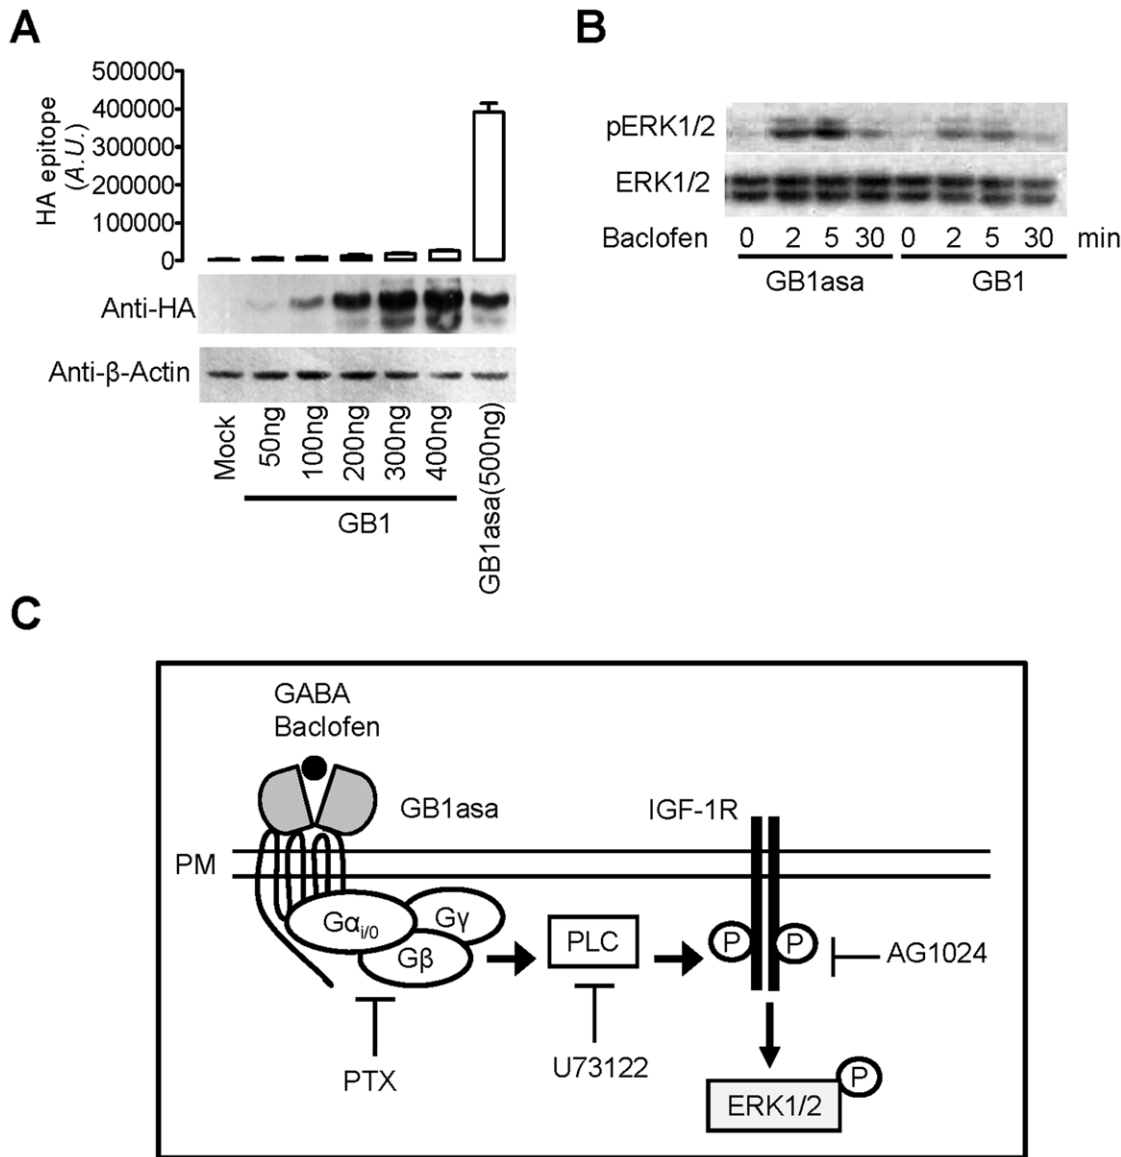 A
500000
400000
300000
200000
100000
0
HA epitope
(A.U.)
Anti-HA
Anti-β-Actin
Mock
50ng
100ng
200ng
300ng
400ng
GB1asa(500ng)
GB1
B
pERK1/2
ERK1/2
Baclofen 0 2 5 30 0 2 5 30 min
GB1asa GB1
C
GABA
Baclofen
GB1asa
IGF-1R
PM
Gαi/0
Gγ
Gβ
PLC
P
P
AG1024
PTX
U73122
P
ERK1/2